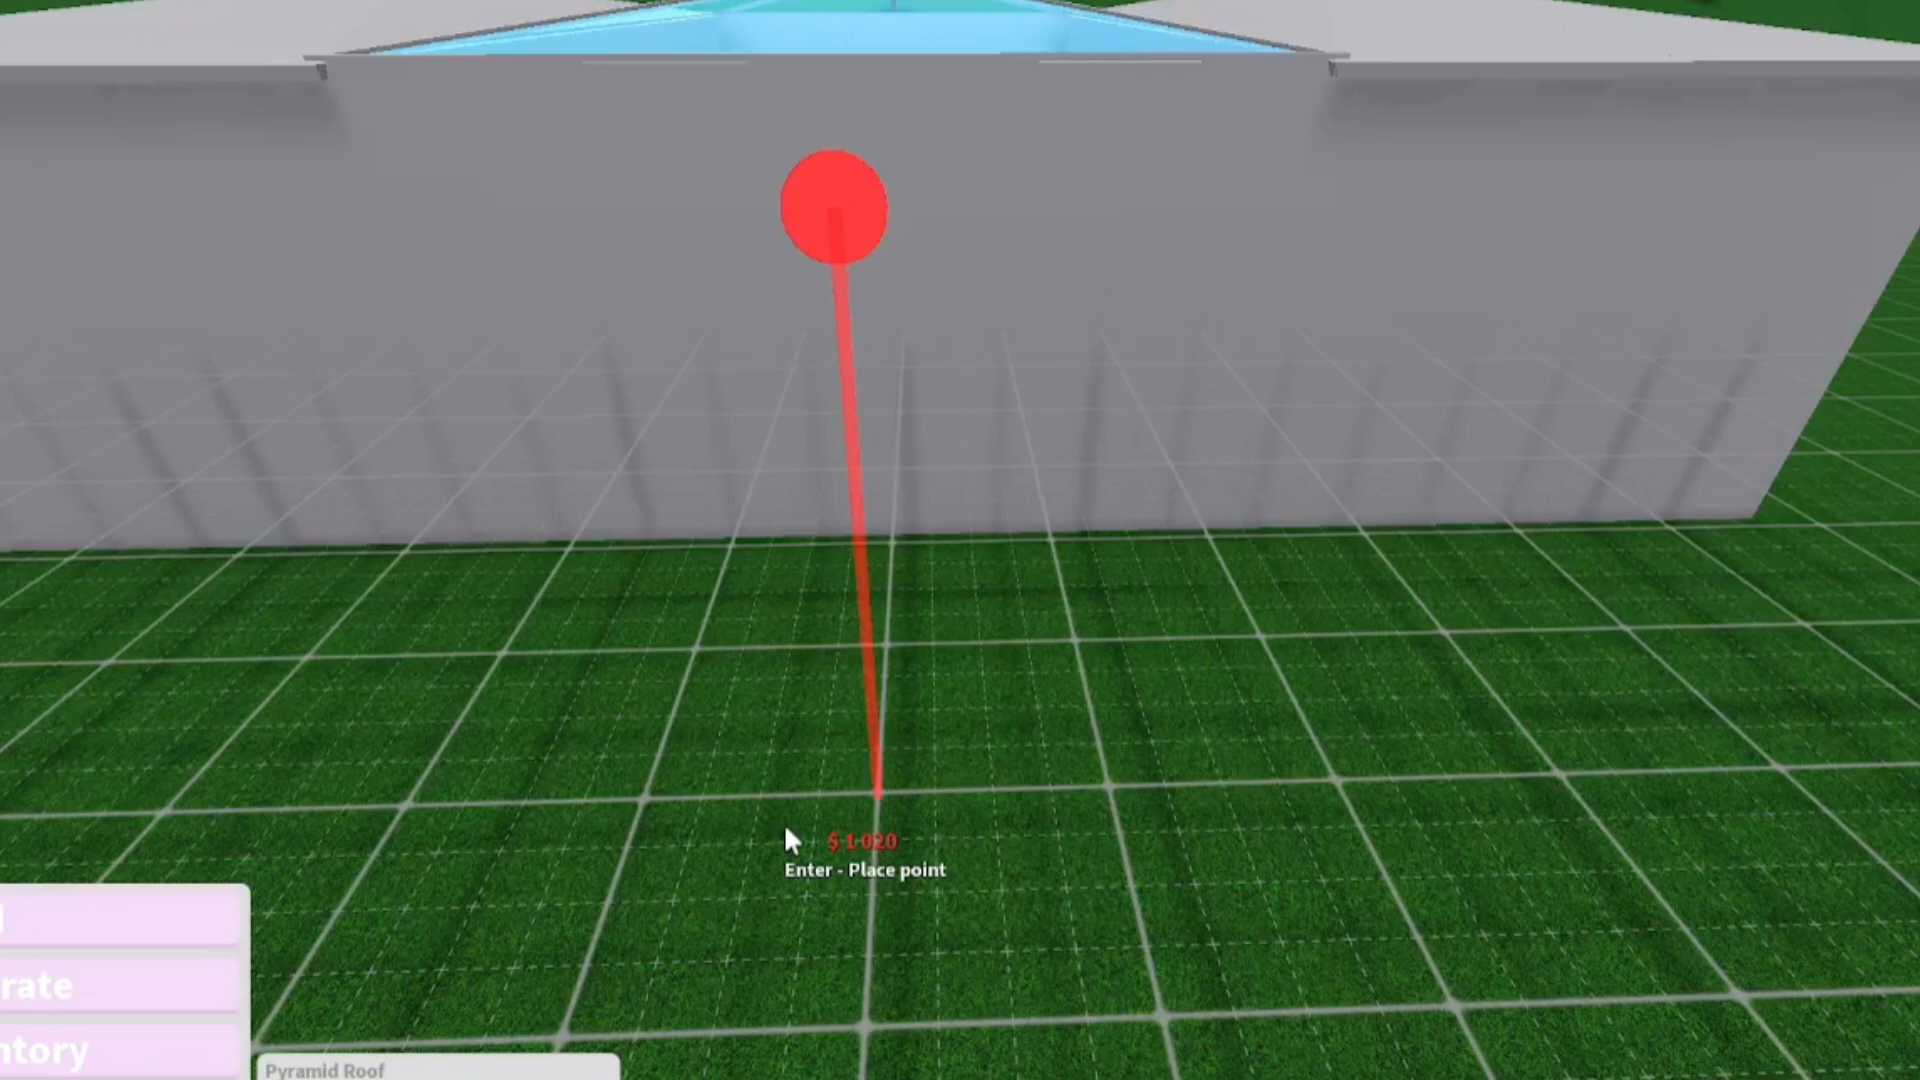 $ 1 020
Enter - Place point
rate
ntory
Pyramid Roof